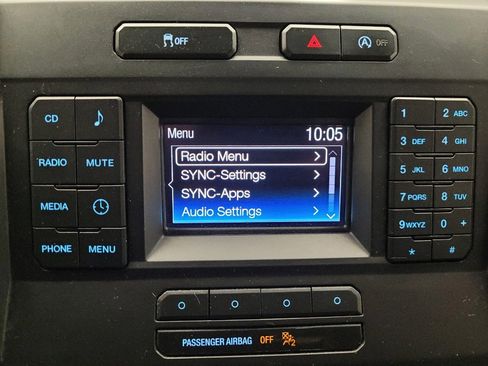 OFF
A OFF
CD
1
2 ABC
Menu 10:05
3 DEF
4 GHI
RADIO
MUTE
Radio Menu
SYNC-Settings
SYNC-Apps
Audio Settings
5 JKL
6 MNO
MEDIA
7 PQRS
8 TUV
9 WXYZ
0 +
PHONE
MENU
*
#
PASSENGER AIRBAG OFF 2